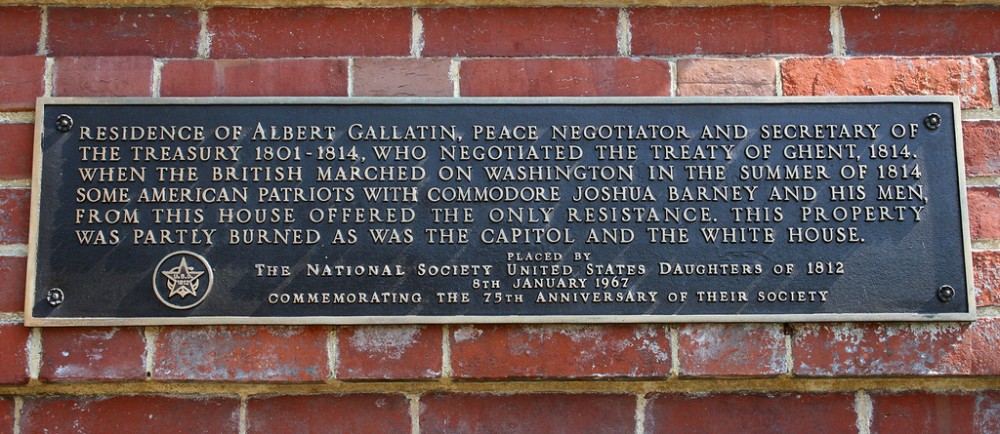 RESIDENCE OF ALBERT GALLATIN, PEACE NEGOTIATOR AND SECRETARY OF
THE TREASURY 1801-1814, WHO NEGOTIATED THE TREATY OF GHENT, 1814.
WHEN THE BRITISH MARCHED ON WASHINGTON IN THE SUMMER OF 1814
SOME AMERICAN PATRIOTS WITH COMMODORE JOSHUA BARNEY AND HIS MEN,
FROM THIS HOUSE OFFERED THE ONLY RESISTANCE. THIS PROPERTY
WAS PARTLY BURNED AS WAS THE CAPITOL AND THE WHITE HOUSE.
PLACED BY
THE NATIONAL SOCIETY UNITED STATES DAUGHTERS OF 1812
8TH JANUARY 1967
COMMEMORATING THE 75TH ANNIVERSARY OF THEIR SOCIETY
U.S.D.
1812